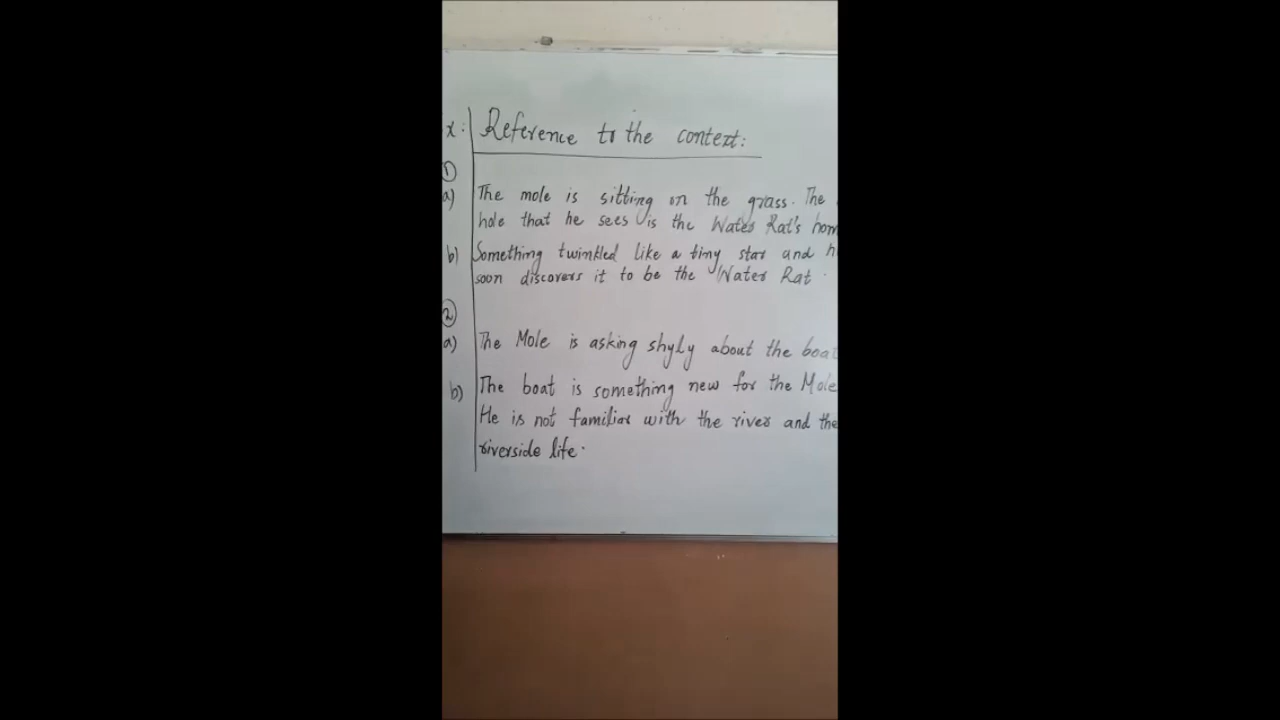 x: Reference to the context:
①
a) The mole is sitting on the grass. The
hole that he sees is the Water Rat's hom
b) Something twinkled like a tiny star and h
soon discovers it to be the Water Rat.
②
a) The Mole is asking shyly about the boat
b) The boat is something new for the Mole
He is not familiar with the river and the
riverside life.